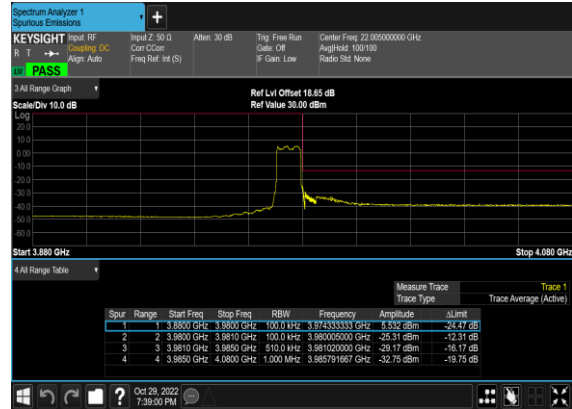 Spectrum Analyzer 1
Spurious Emissions
+
KEYSIGHT Input: RF Input Z: 50 Ω Atten: 30 dB Trig: Free Run Center Freq: 22.005000000 GHz
R T Coupling: DC Corr CCorr Gate: Off Avg|Hold: 100/100
Align: Auto Freq Ref: Int (S) IF Gain: Low Radio Std: None
LM PASS
3 All Range Graph
Ref Lvl Offset 18.65 dB
Scale/Div 10.0 dB Ref Value 30.00 dBm
Log
20.0
10.0
0.00
-10.0
-20.0
-30.0
-40.0
-50.0
-60.0
Start 3.880 GHz Stop 4.080 GHz
4 All Range Table
Measure Trace Trace 1
Trace Type Trace Average (Active)
Spur Range Start Freq Stop Freq RBW Frequency Amplitude ΔLimit
1 1 3.8800 GHz 3.9800 GHz 100.0 kHz 3.974333333 GHz 5.532 dBm -24.47 dB
2 2 3.9800 GHz 3.9810 GHz 100.0 kHz 3.980005000 GHz -25.31 dBm -12.31 dB
3 3 3.9810 GHz 3.9850 GHz 510.0 kHz 3.981020000 GHz -29.17 dBm -16.17 dB
4 4 3.9850 GHz 4.0800 GHz 1.000 MHz 3.985791667 GHz -32.75 dBm -19.75 dB
? Oct 29, 2022
7:39:00 PM